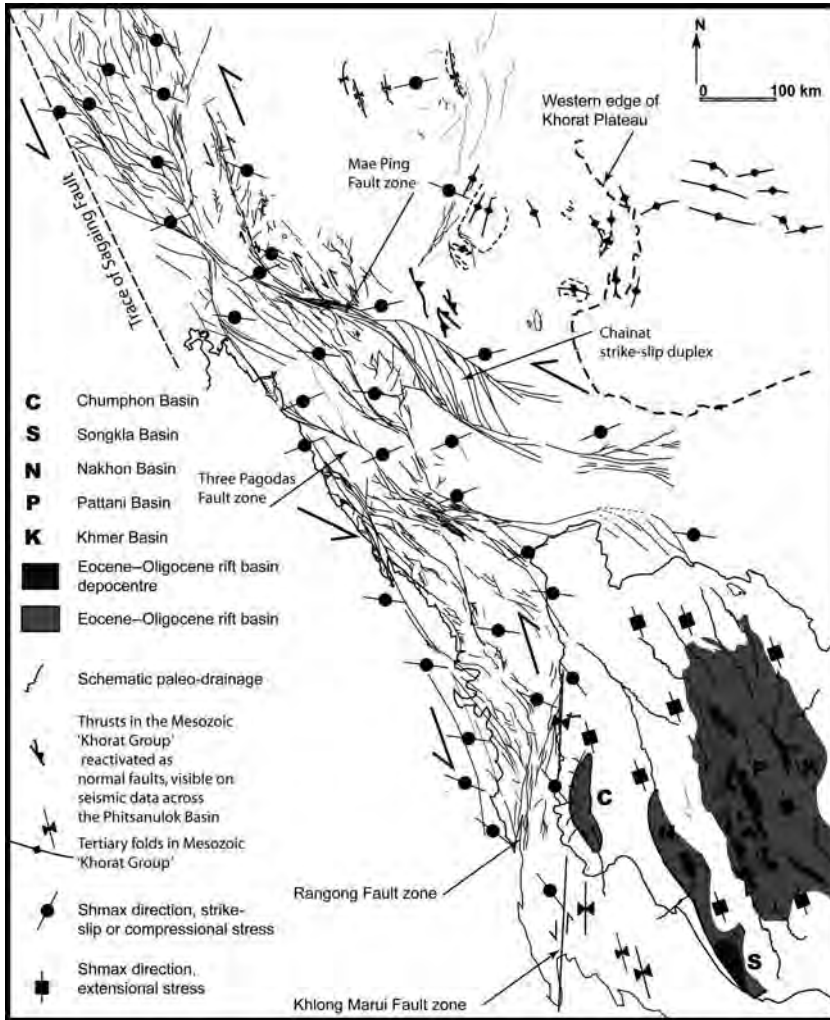 N
0 100 km
Western edge of
Khorat Plateau
Mae Ping
Fault zone
Trace of Sagaing Fault
Chainat
strike-slip duplex
C Chumphon Basin
S Songkla Basin
N Nakhon Basin
P Pattani Basin
K Khmer Basin
Three Pagodas
Fault zone
Eocene–Oligocene rift basin
depocentre
Eocene–Oligocene rift basin
Schematic paleo-drainage
Thrusts in the Mesozoic
'Khorat Group'
reactivated as
normal faults, visible on
seismic data across
the Phitsanulok Basin
Tertiary folds in Mesozoic
'Khorat Group'
Shmax direction, strike-
slip or compressional stress
Shmax direction,
extensional stress
P
K
C
N
S
Rangong Fault zone
Khlong Marui Fault zone